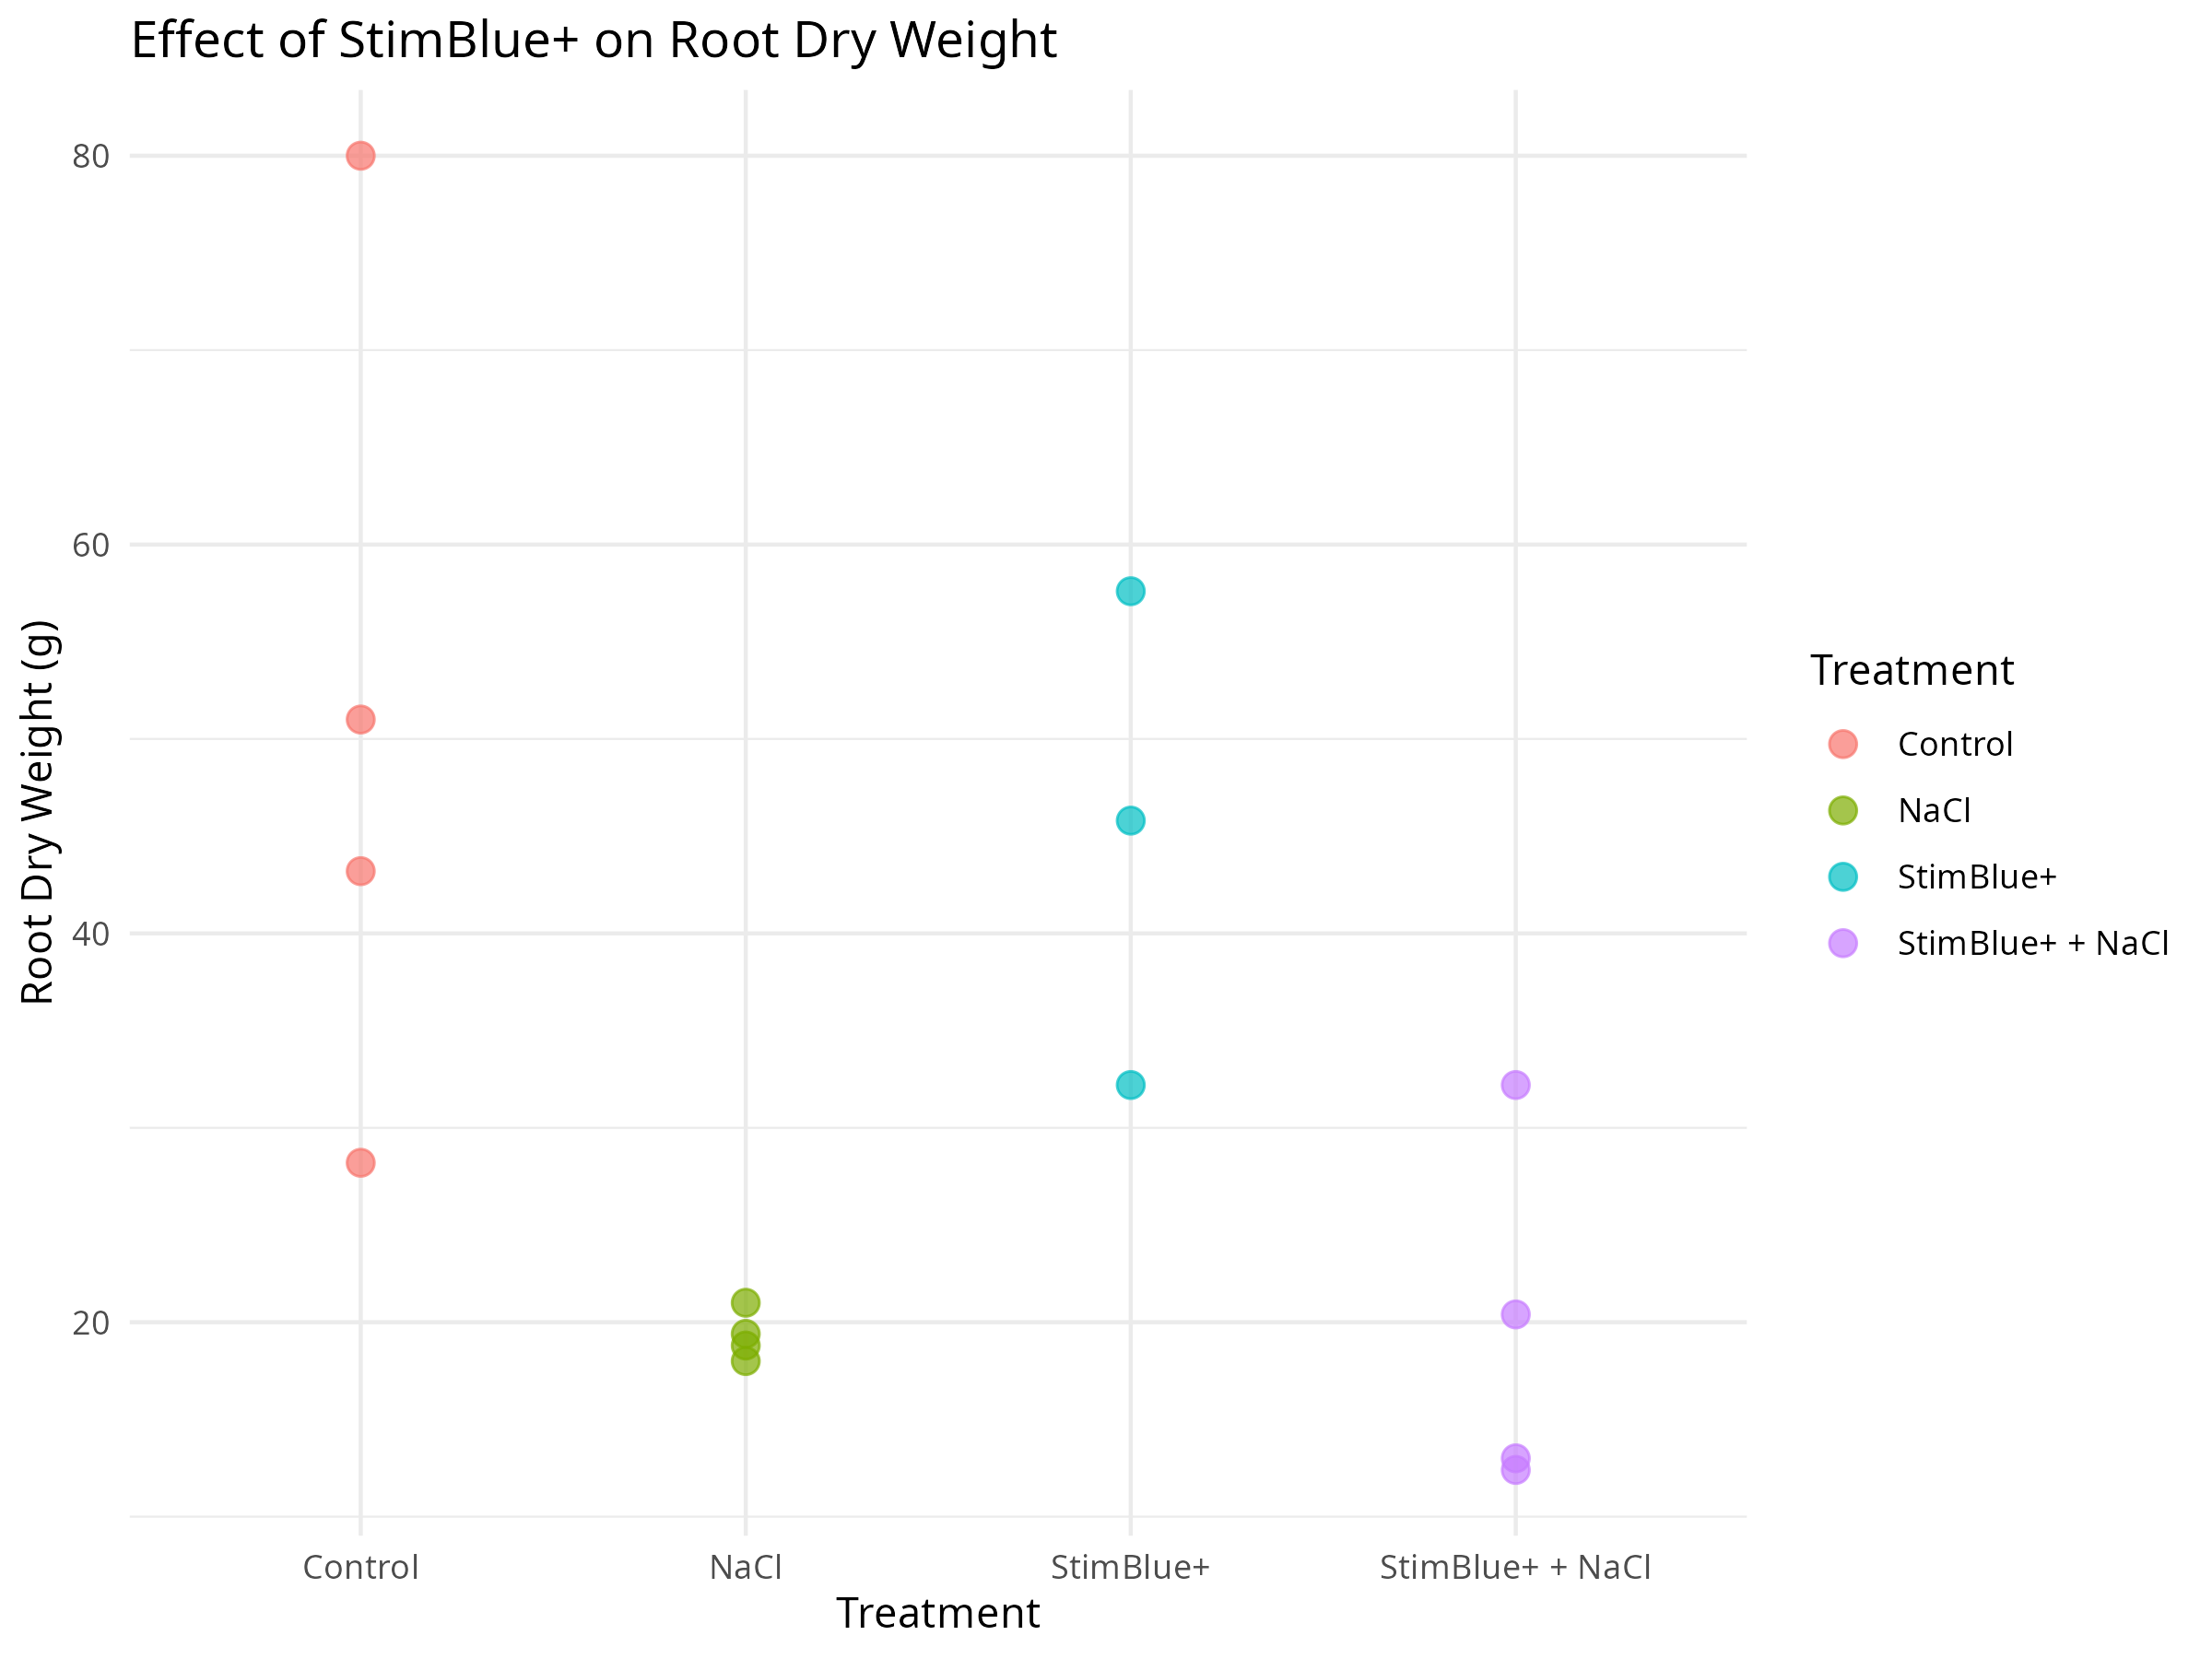 Effect of StimBlue+ on Root Dry Weight
Root Dry Weight (g)
80
60
40
20
Control
NaCl
StimBlue+
StimBlue+ + NaCl
Treatment
Treatment
Control
NaCl
StimBlue+
StimBlue+ + NaCl